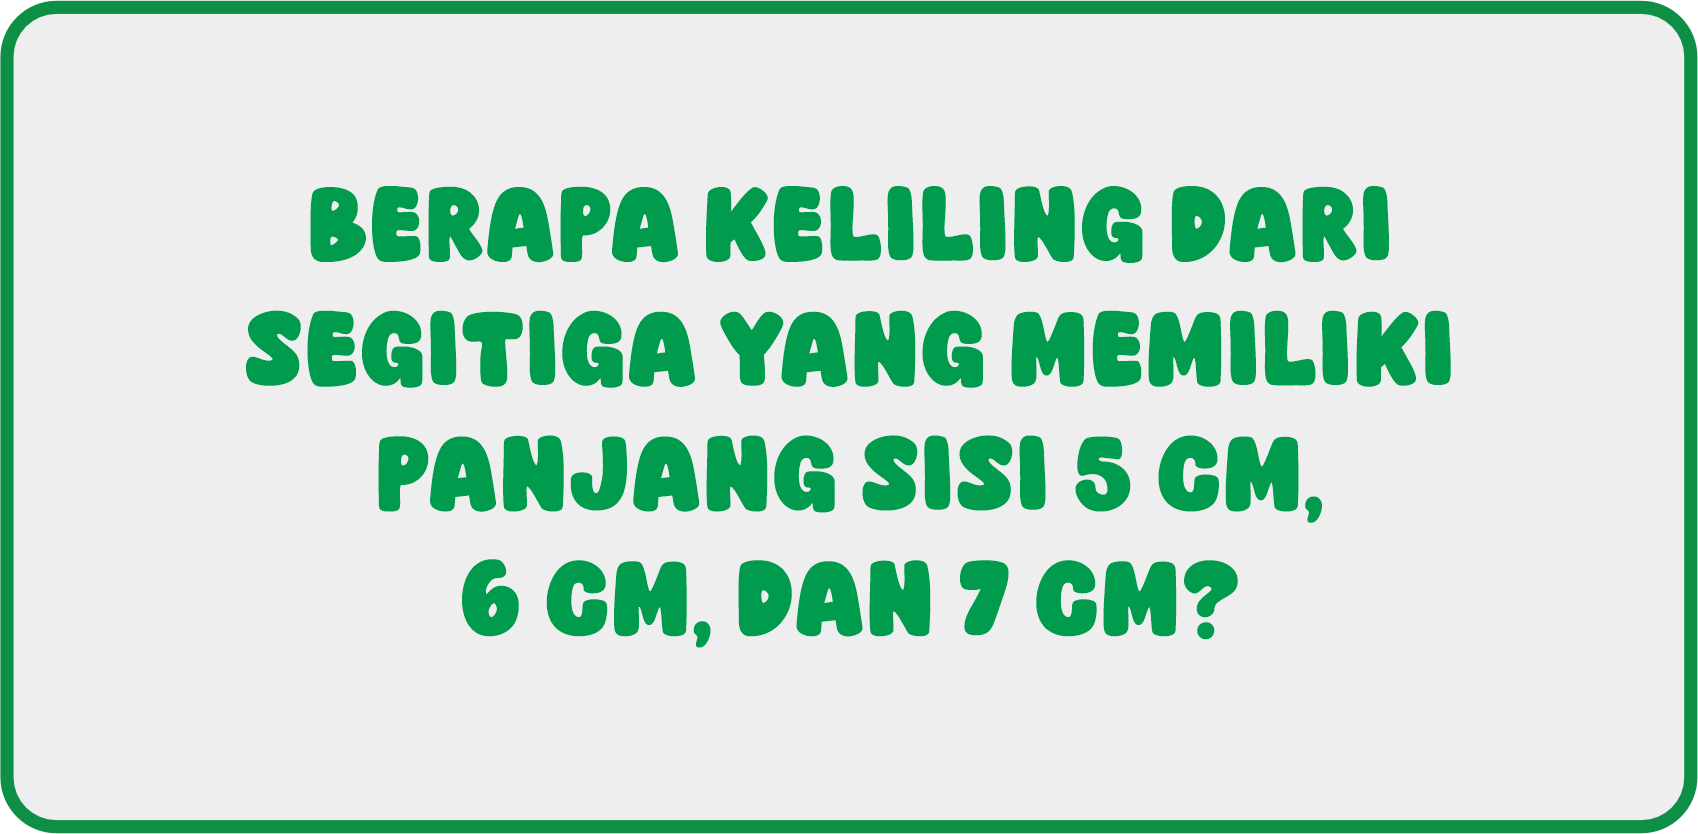 BERAPA KELILING DARI
SEGITIGA YANG MEMILIKI
PANJANG SISI 5 CM,
6 CM, DAN 7 CM?